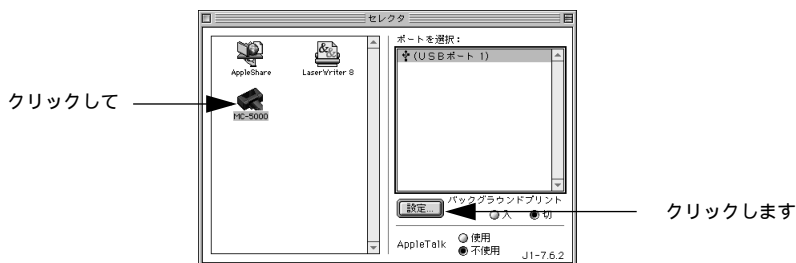 セレクタ
AppleShare
LaserWriter 8
MC-5000
ポートを選択：
(USBポート 1)
設定...
バックグラウンドプリント
入 切
AppleTalk
使用
不使用
J1-7.6.2
クリックして
クリックします